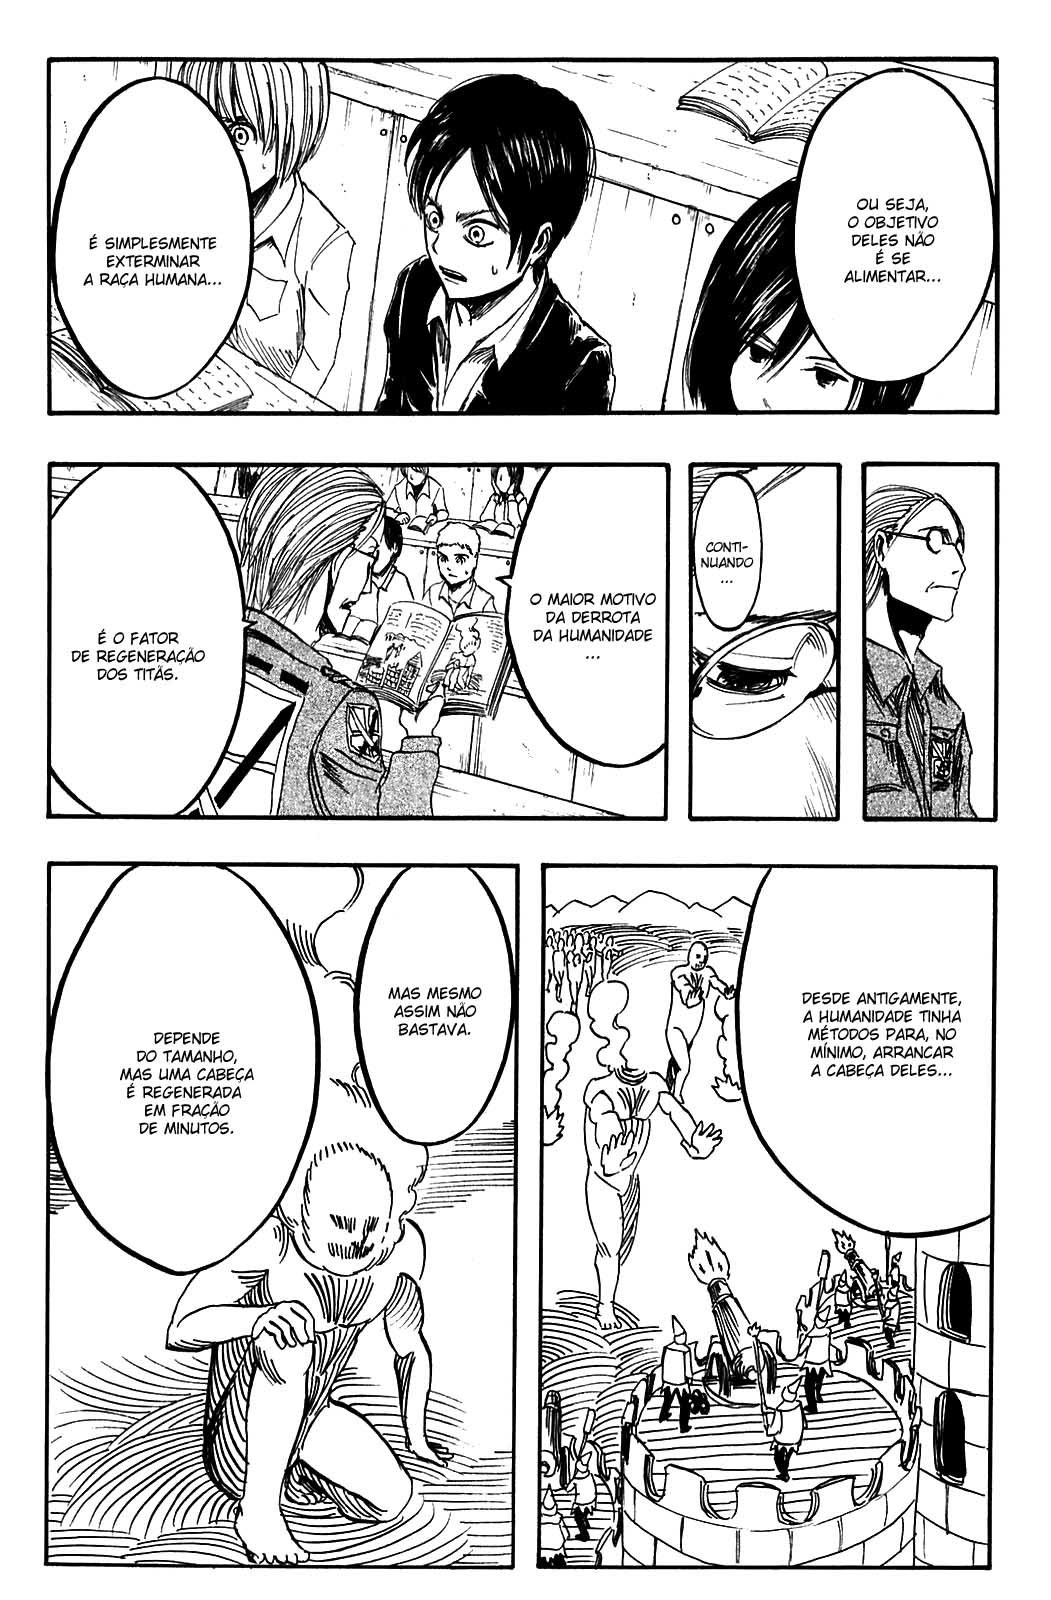 OU SEJA,
O OBJETIVO
DELES NÃO
É SE
ALIMENTAR...
É SIMPLESMENTE
EXTERMINAR
A RAÇA HUMANA...
CONTI-
NUANDO
...
O MAIOR MOTIVO
DA DERROTA
DA HUMANIDADE
...
É O FATOR
DE REGENERAÇÃO
DOS TITÃS.
DESDE ANTIGAMENTE,
A HUMANIDADE TINHA
MÉTODOS PARA, NO
MÍNIMO, ARRANCAR
A CABEÇA DELES...
MAS MESMO
ASSIM NÃO
BASTAVA.
DEPENDE
DO TAMANHO,
MAS UMA CABEÇA
É REGENERADA
EM FRAÇÃO
DE MINUTOS.